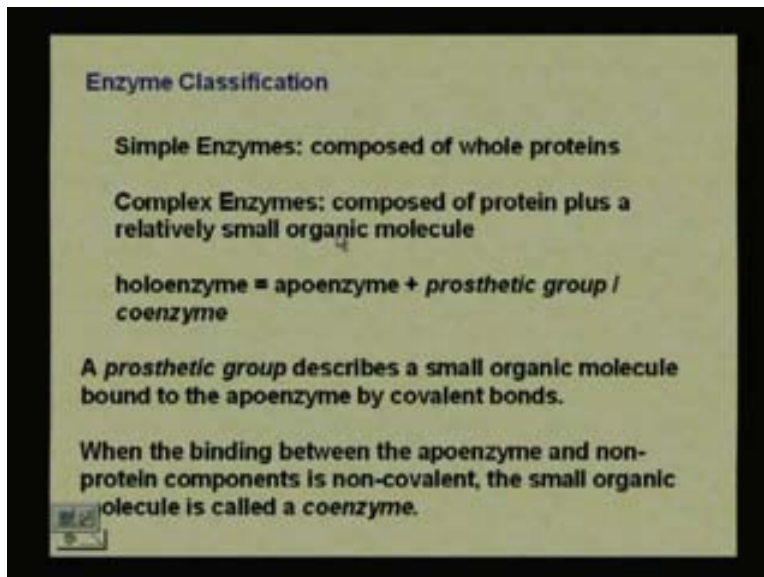 Enzyme Classification
Simple Enzymes: composed of whole proteins
Complex Enzymes: composed of protein plus a
relatively small organic molecule
holoenzyme = apoenzyme + prosthetic group /
coenzyme
A prosthetic group describes a small organic molecule
bound to the apoenzyme by covalent bonds.
When the binding between the apoenzyme and non-
protein components is non-covalent, the small organic
molecule is called a coenzyme.